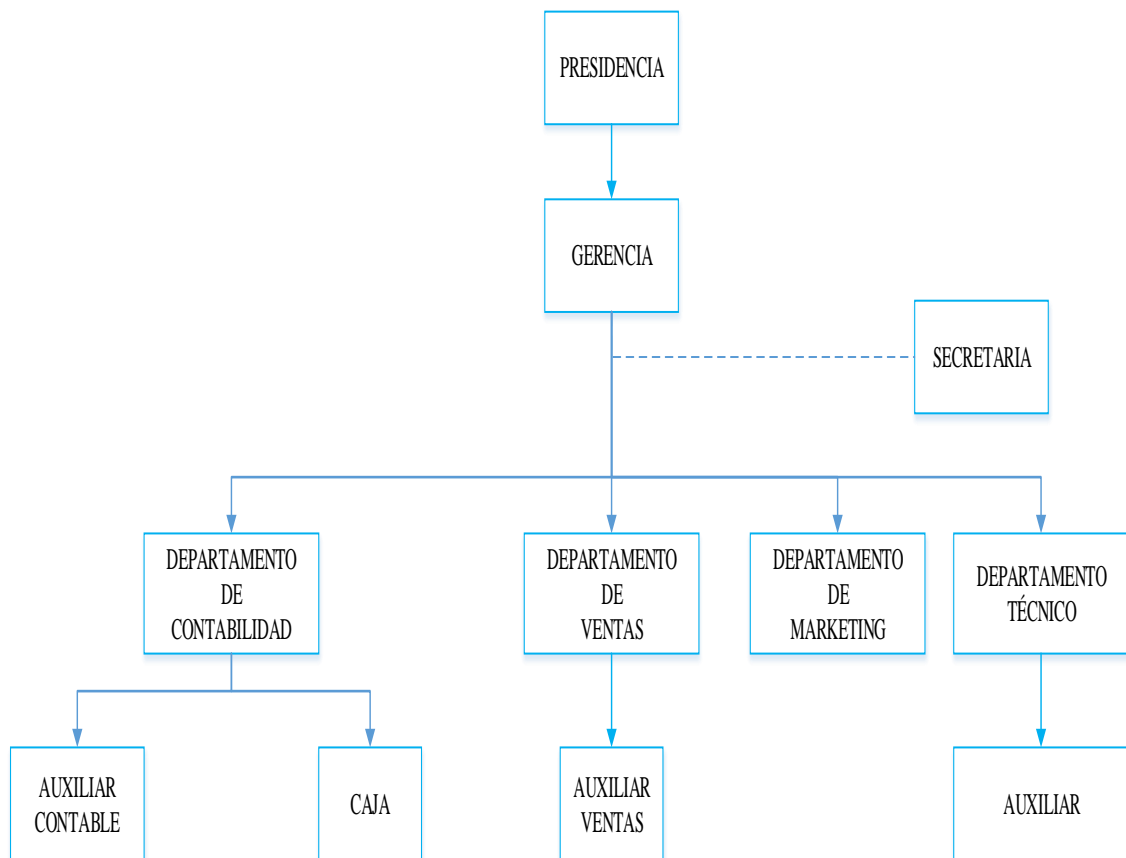 PRESIDENCIA
GERENCIA
SECRETARIA
DEPARTAMENTO
DE
CONTABILIDAD
DEPARTAMENTO
DE
VENTAS
DEPARTAMENTO
DE
MARKETING
DEPARTAMENTO
TÉCNICO
AUXILIAR
CONTABLE
CAJA
AUXILIAR
VENTAS
AUXILIAR